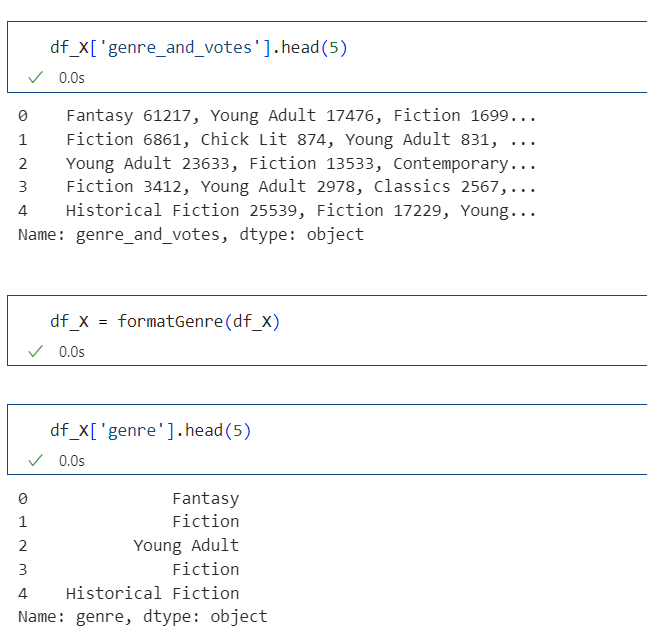 df_X['genre_and_votes'].head(5)
✓ 0.0s
0 Fantasy 61217, Young Adult 17476, Fiction 1699...
1 Fiction 6861, Chick Lit 874, Young Adult 831, ...
2 Young Adult 23633, Fiction 13533, Contemporary...
3 Fiction 3412, Young Adult 2978, Classics 2567,...
4 Historical Fiction 25539, Fiction 17229, Young...
Name: genre_and_votes, dtype: object
df_X = formatGenre(df_X)
✓ 0.0s
df_X['genre'].head(5)
✓ 0.0s
0 Fantasy
1 Fiction
2 Young Adult
3 Fiction
4 Historical Fiction
Name: genre, dtype: object